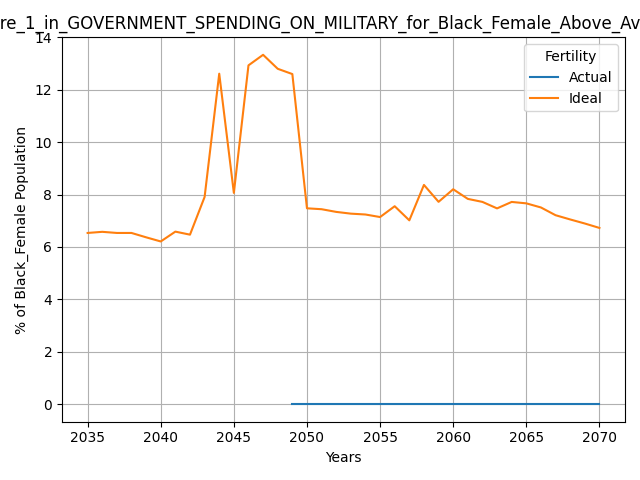 re_1_in_GOVERNMENT_SPENDING_ON_MILITARY_for_Black_Female_Above_Av
14
12
10
8
6
4
2
0
% of Black_Female Population
Fertility
Actual
Ideal
2035 2040 2045 2050 2055 2060 2065 2070
Years